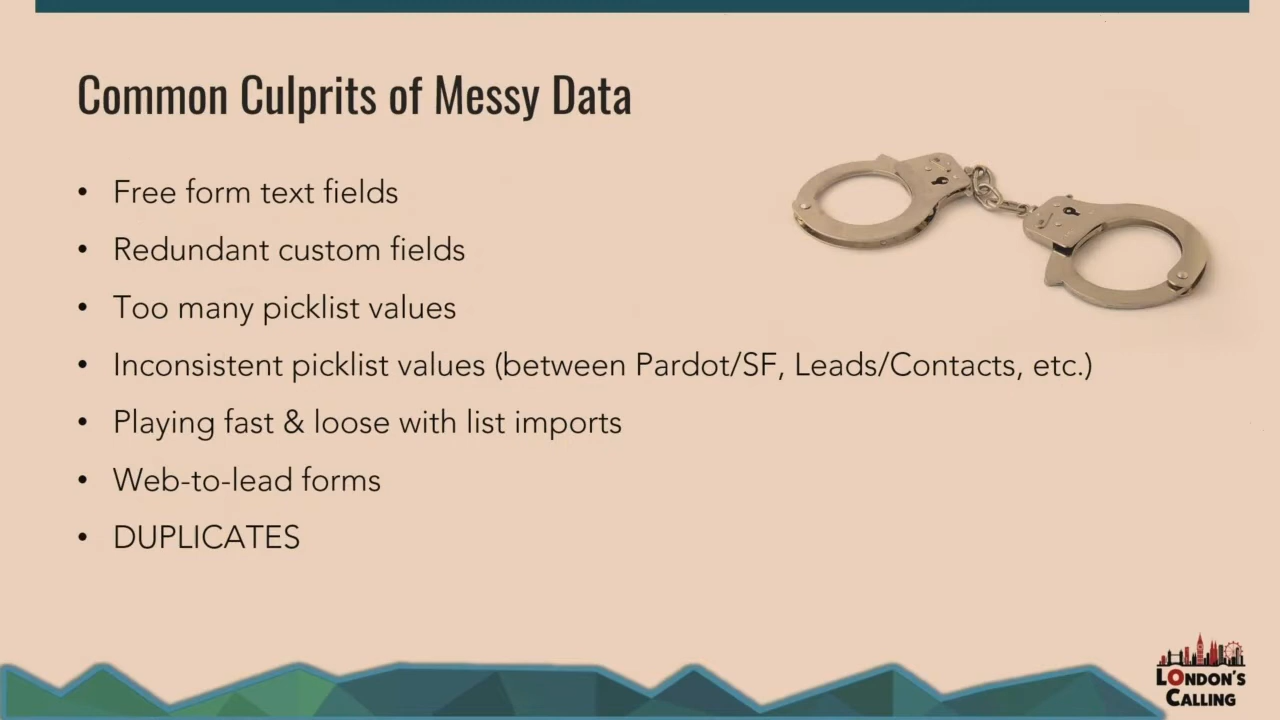 Common Culprits of Messy Data
• Free form text fields
• Redundant custom fields
• Too many picklist values
• Inconsistent picklist values (between Pardot/SF, Leads/Contacts, etc.)
• Playing fast & loose with list imports
• Web-to-lead forms
• DUPLICATES
LONDON'S
CALLING